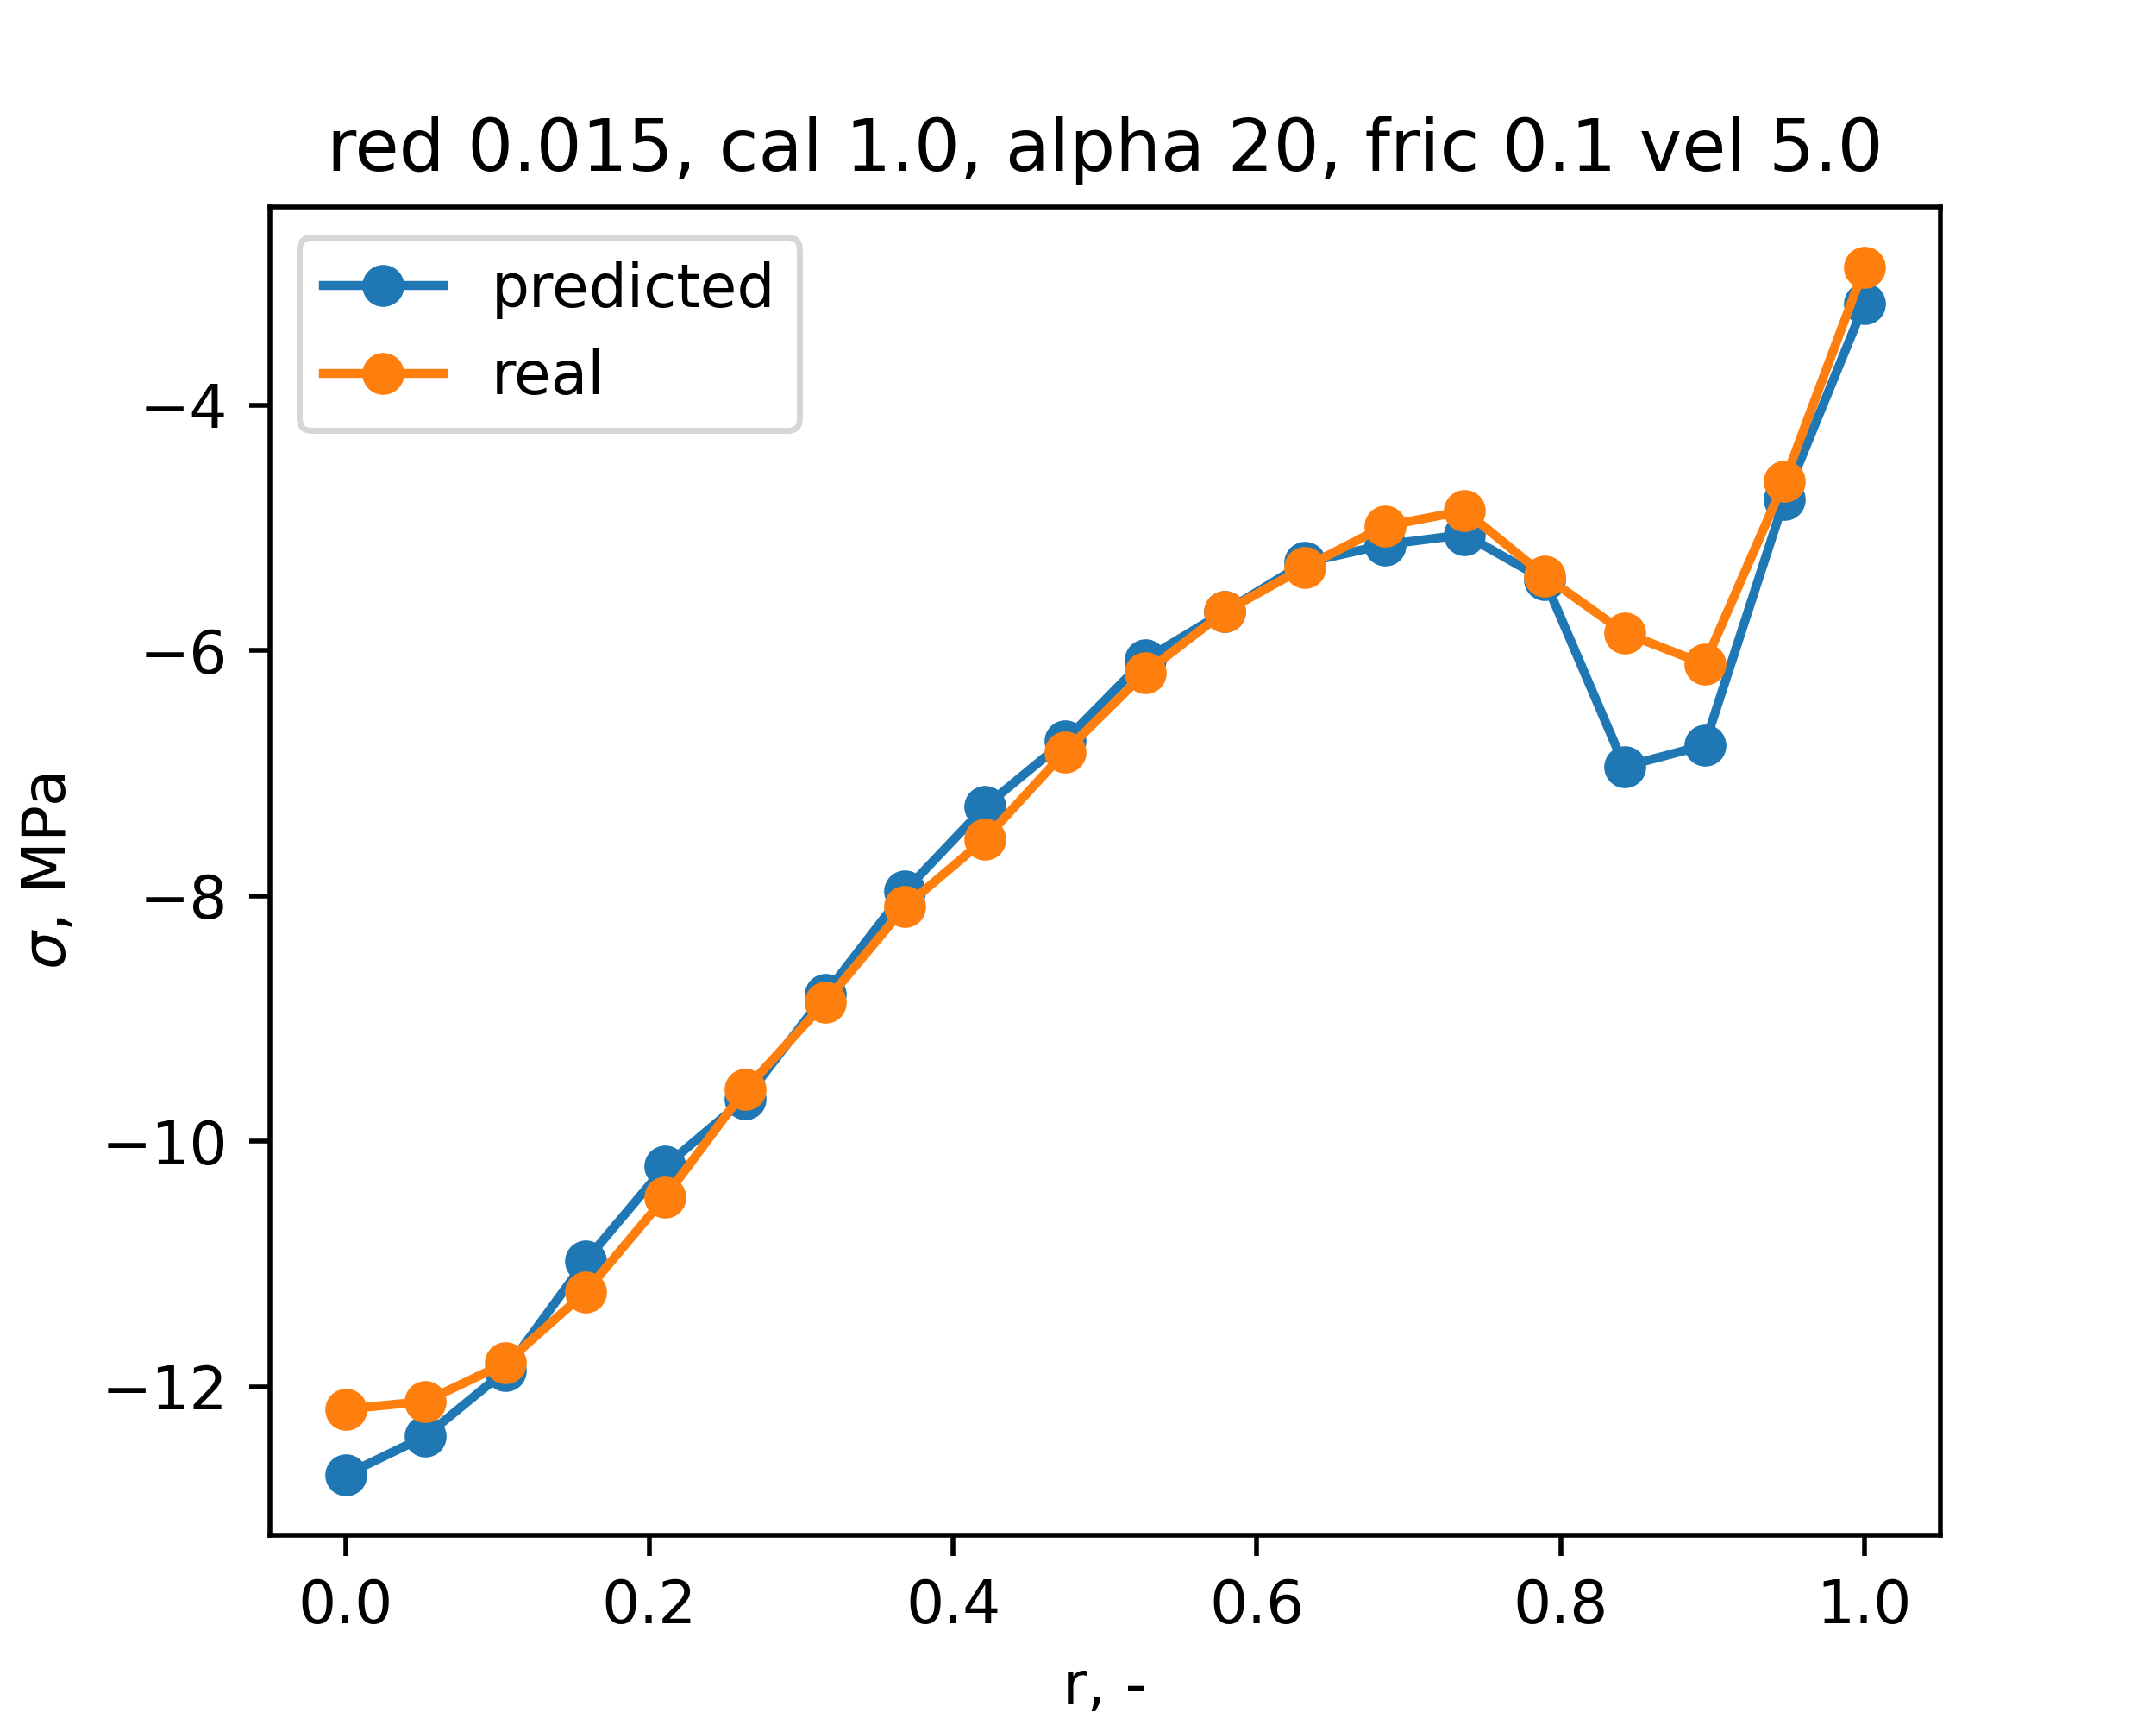 red 0.015, cal 1.0, alpha 20, fric 0.1 vel 5.0
predicted
real
−4
−6
−8
−10
−12
σ, MPa
0.0 0.2 0.4 0.6 0.8 1.0
r, -